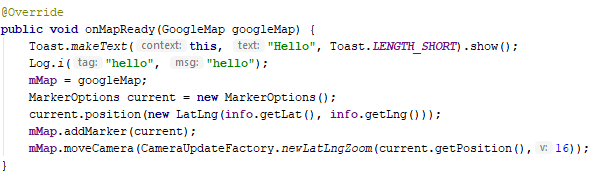 @Override
public void onMapReady(GoogleMap googleMap) {
Toast.makeText( context: this, text: "Hello", Toast.LENGTH_SHORT).show();
Log.i( tag: "hello", msg: "hello");
mMap = googleMap;
MarkerOptions current = new MarkerOptions();
current.position(new LatLng(info.getLat(), info.getLng()));
mMap.addMarker(current);
mMap.moveCamera(CameraUpdateFactory.newLatLngZoom(current.getPosition(), v: 16));
}